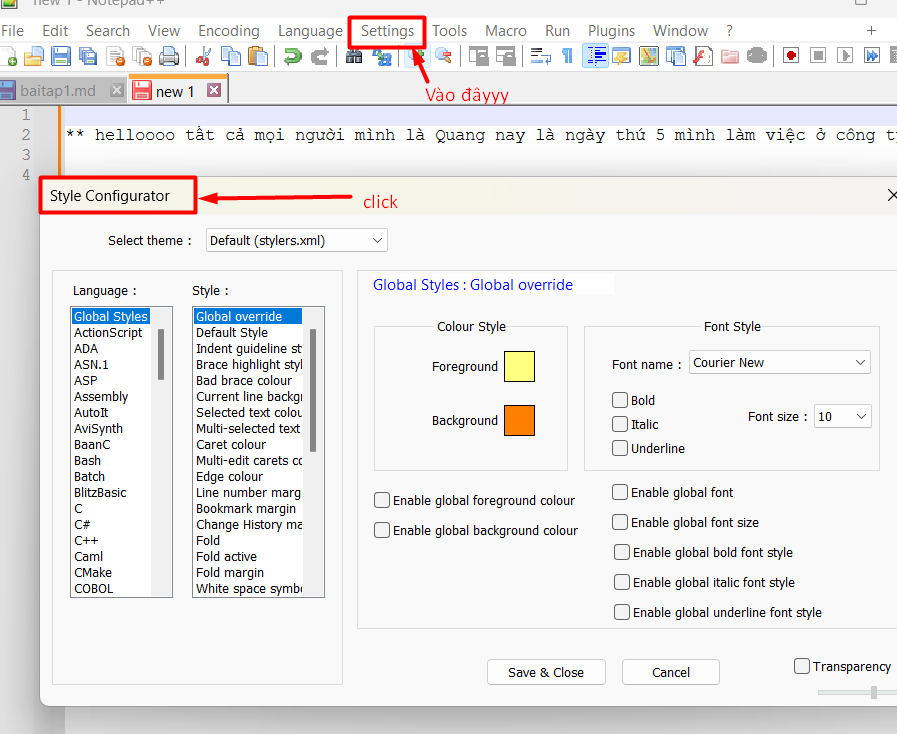 new 1 - Notepad++
File Edit Search View Encoding Language Settings Tools Macro Run Plugins Window ? +
Vào đâyyy
baitap1.md new 1
1
2 ** helloooo tất cả mọi người mình là Quang nay là ngày thứ 5 mình làm việc ở công
3
4
Style Configurator
click
Select theme : Default (stylers.xml)
Language : Style :
Global Styles
ActionScript
ADA
ASN.1
ASP
Assembly
AutoIt
AviSynth
BaanC
Bash
Batch
BlitzBasic
C
C#
C++
Caml
CMake
COBOL
Global override
Default Style
Indent guideline st
Brace highlight styl
Bad brace colour
Current line backgr
Selected text colou
Multi-selected text
Caret colour
Multi-edit carets co
Edge colour
Line number marg
Bookmark margin
Change History ma
Fold
Fold active
Fold margin
White space symbo
Global Styles : Global override
Colour Style
Foreground
Background
Font Style
Font name : Courier New
Bold
Italic
Underline
Font size : 10
Enable global foreground colour
Enable global background colour
Enable global font
Enable global font size
Enable global bold font style
Enable global italic font style
Enable global underline font style
Save & Close Cancel Transparency